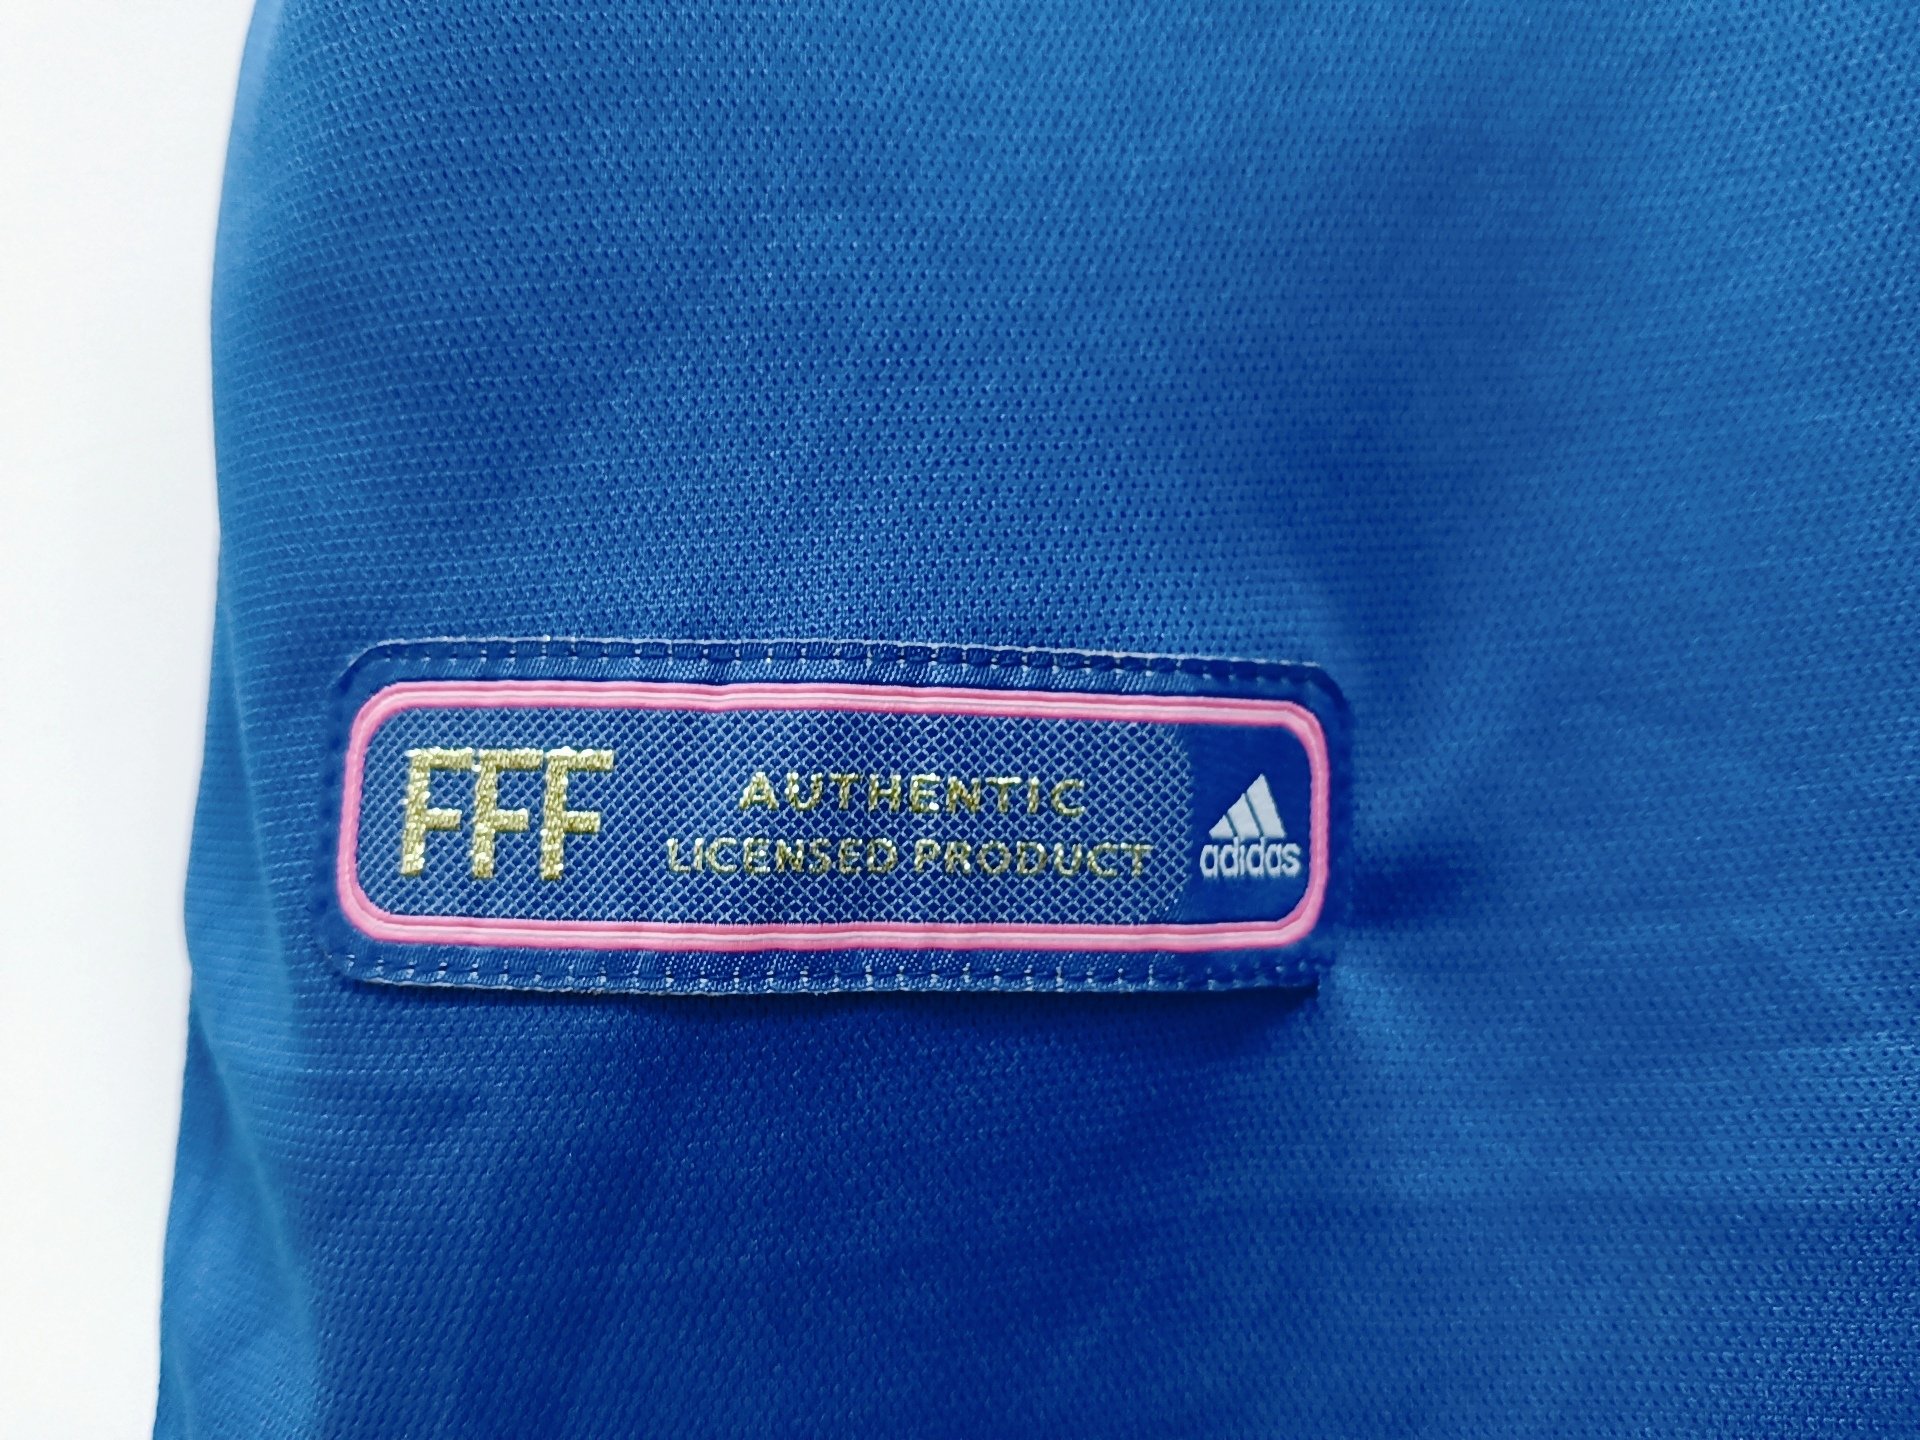 FFF
AUTHENTIC
LICENSED PRODUCT
adidas